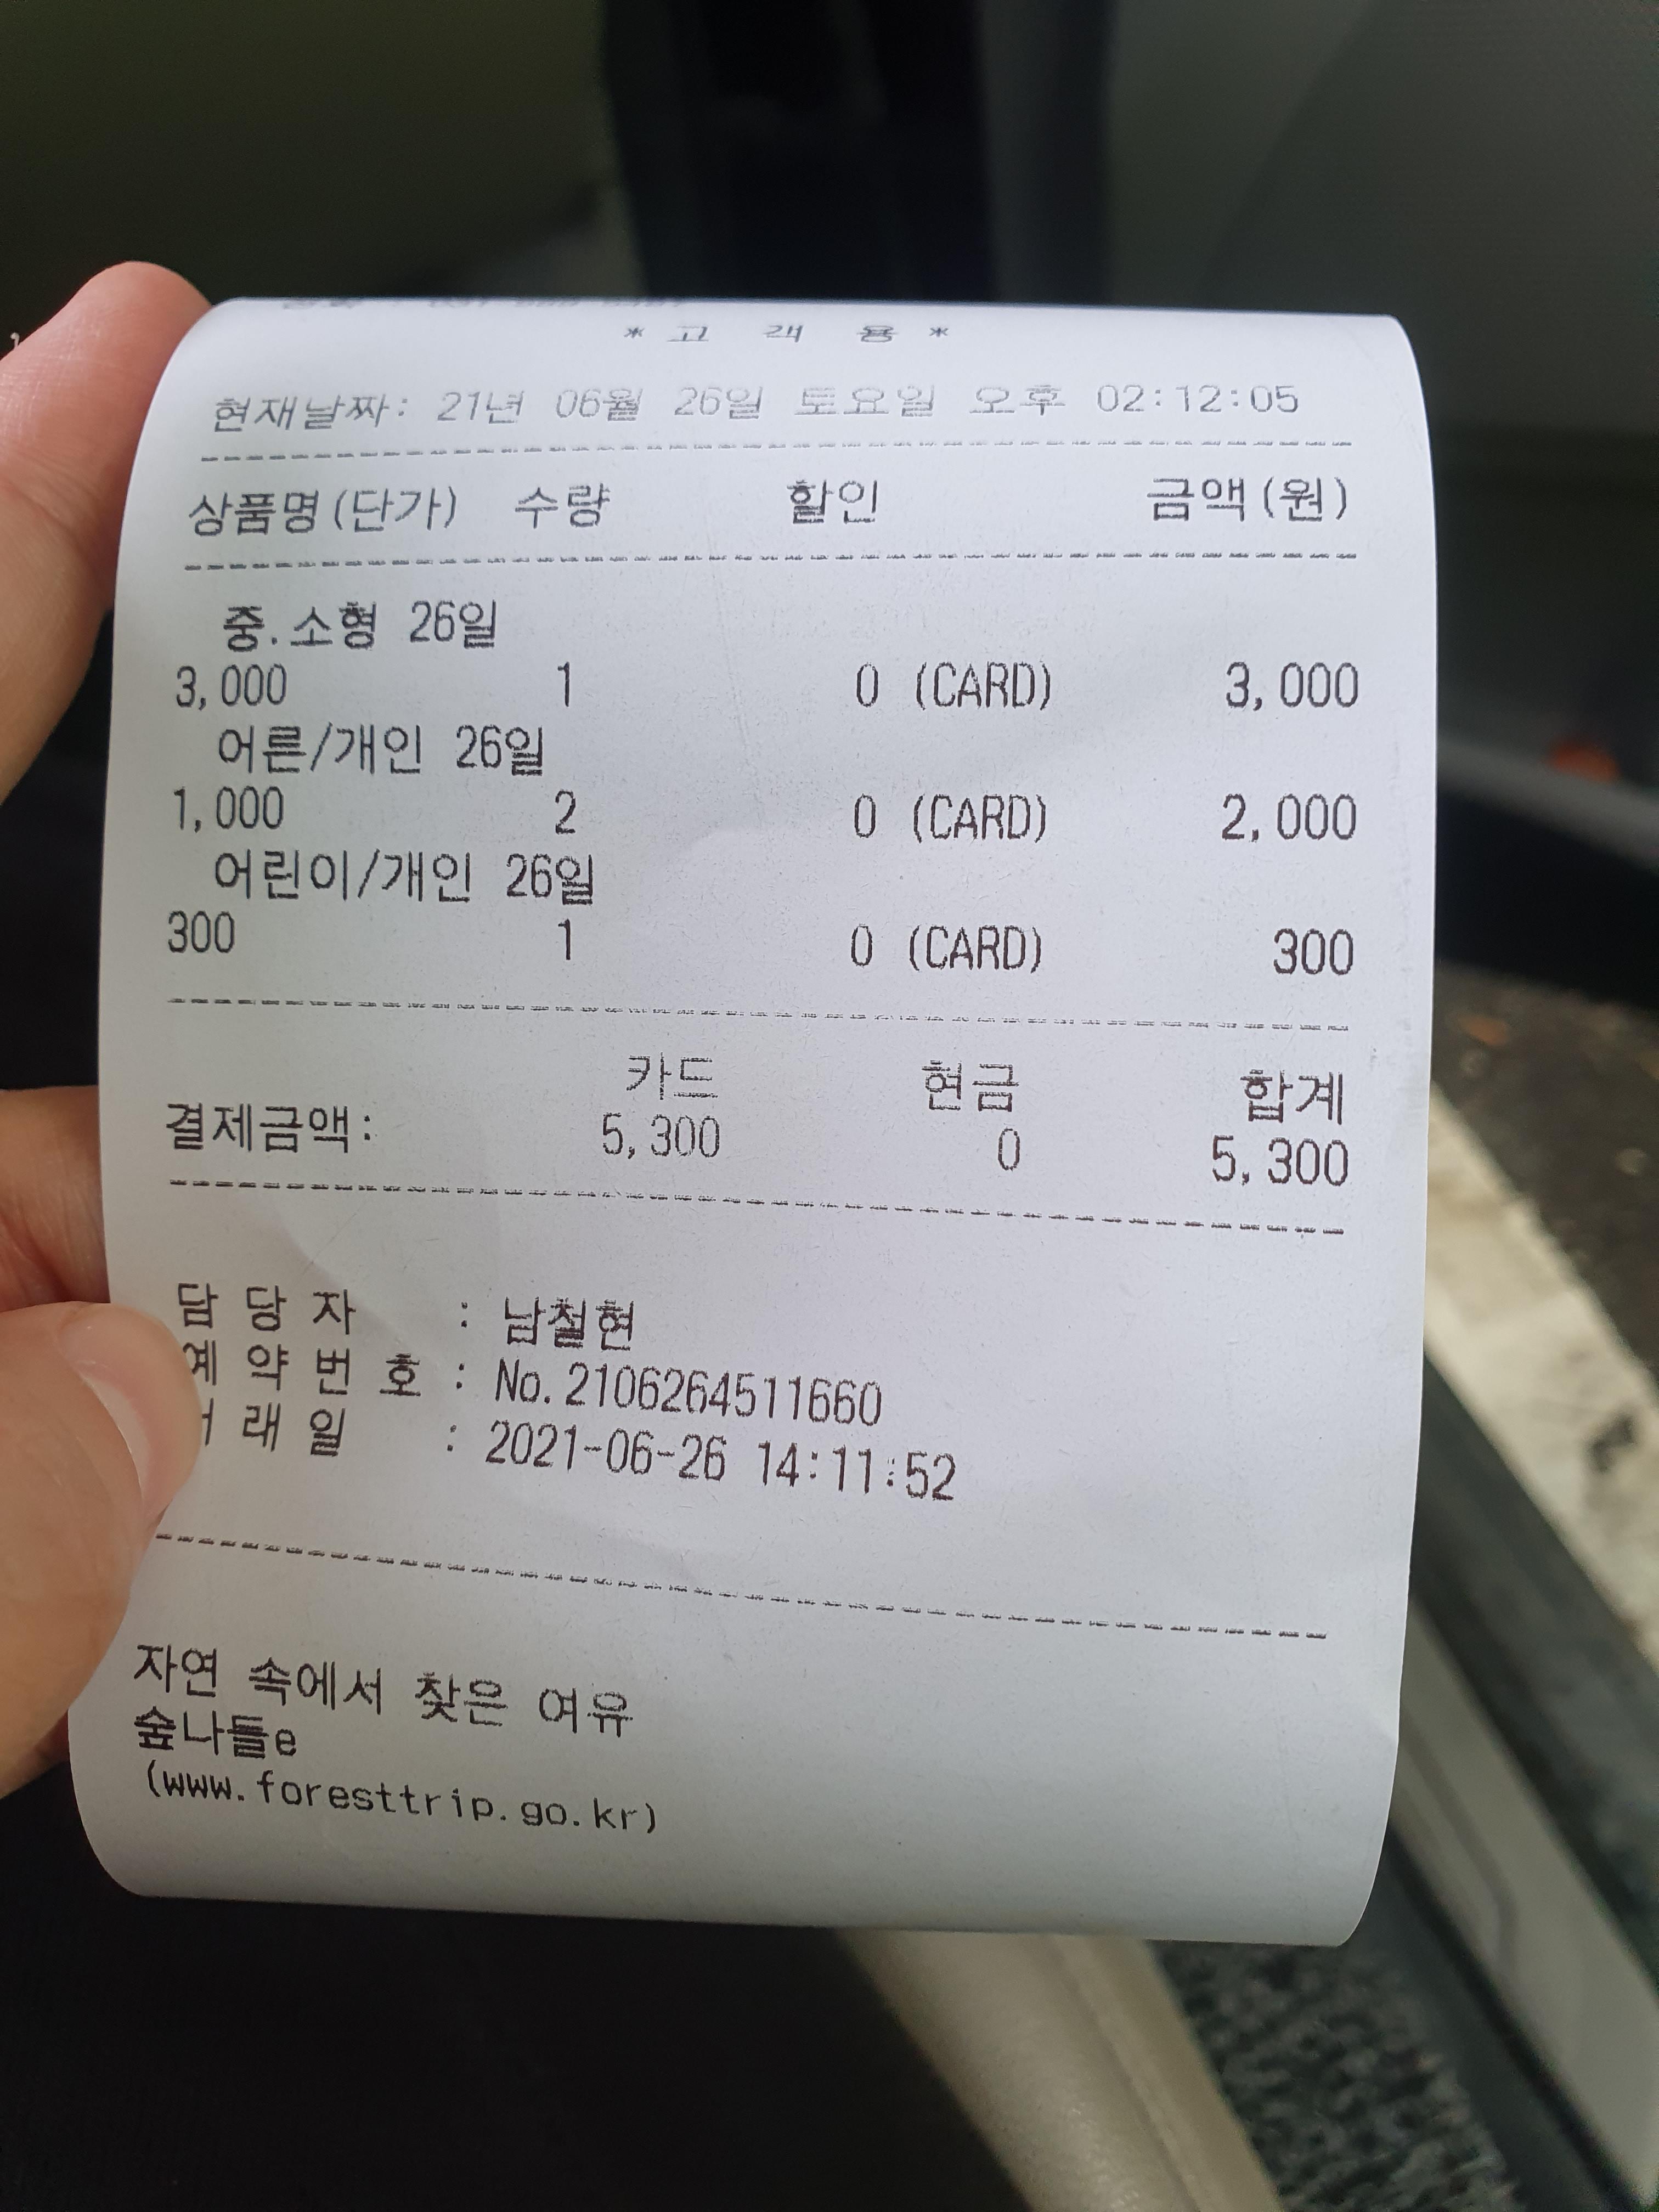 *고 객 용*
현재날짜: 21년 06월 26일 토요일 오후 02:12:05
상품명(단가) 수량 할인 금액(원)
중.소형 26일
3,000 1 0 (CARD) 3,000
어른/개인 26일
1,000 2 0 (CARD) 2,000
어린이/개인 26일
300 1 0 (CARD) 300
카드 현금 합계
결제금액: 5,300 0 5,300
담 당 자 : 남철현
예 약 번 호 : No.2106264511660
래 일 : 2021-06-26 14:11:52
자연 속에서 찾은 여유
숲나들e
(www.foresttrip.go.kr)